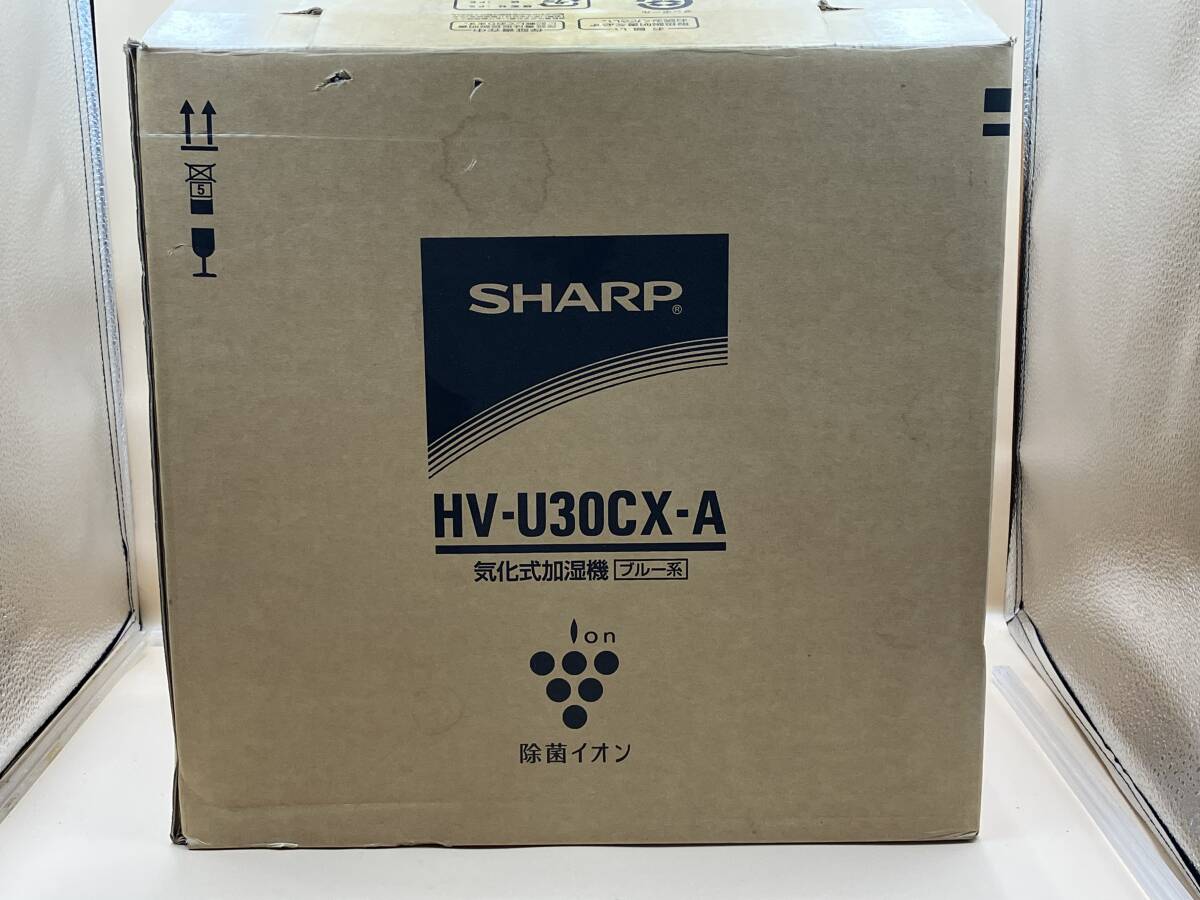 5
SHARP®
HV-U30CX-A
気化式加湿機 ブルー系
Ion
除菌イオン